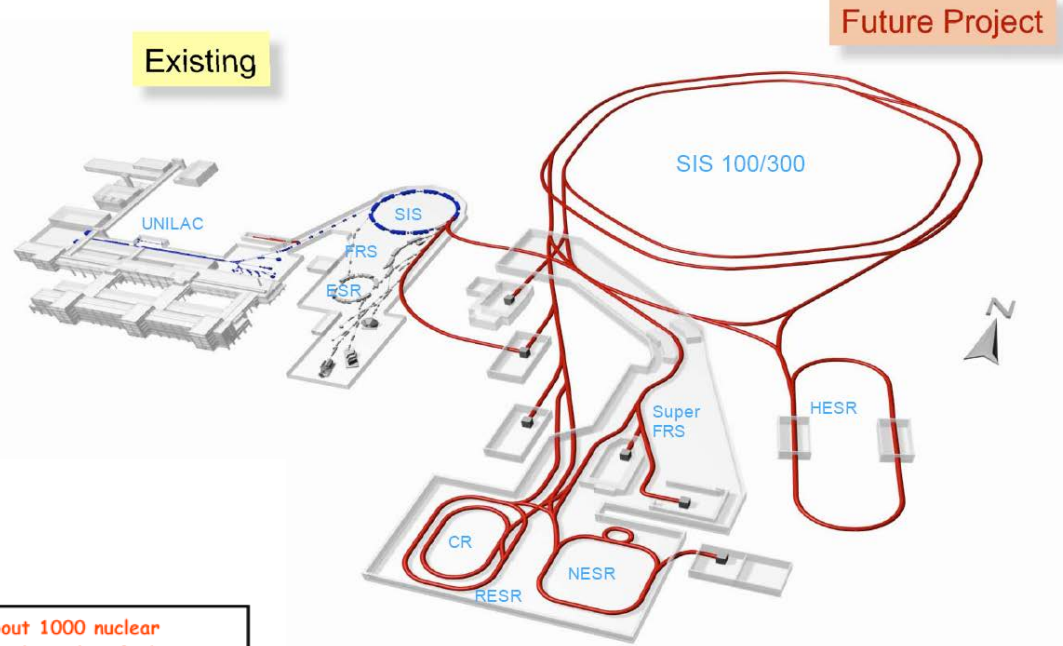 Future Project
Existing
SIS 100/300
SIS
UNILAC
FRS
ESR
N
HESR
Super
FRS
CR
NESR
RESR
out 1000 nuclear